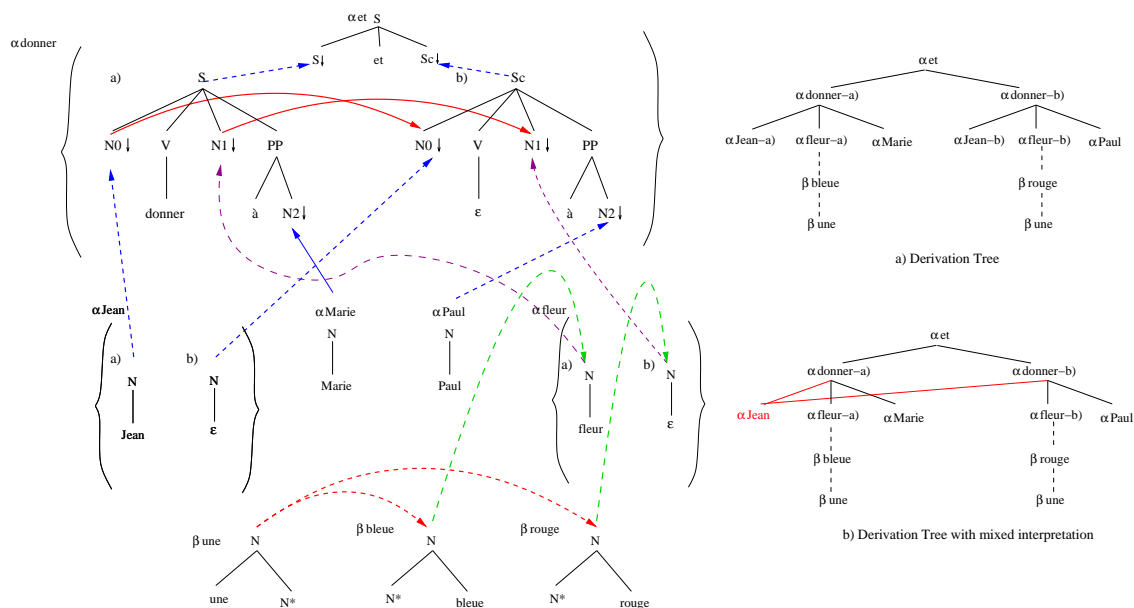 α et S
α donner
S↓ et Sc↓
a) b)
S Sc
N0↓ V N1↓ PP N0↓ V N1↓ PP
donner à N2↓ ε à N2↓
α Jean α Marie α Paul α fleur
N N
a) b) a) b)
N N N N
Marie Paul
Jean ε fleur ε
β une N β bleue N β rouge N
une N* N* bleue N* rouge
α et
α donner–a) α donner–b)
α Jean–a) α fleur–a) α Marie α Jean–b) α fleur–b) α Paul
β bleue β rouge
β une β une
a) Derivation Tree
α et
α donner–a) α donner–b)
α Jean α fleur–a) α Marie α fleur–b) α Paul
β bleue β rouge
β une β une
b) Derivation Tree with mixed interpretation